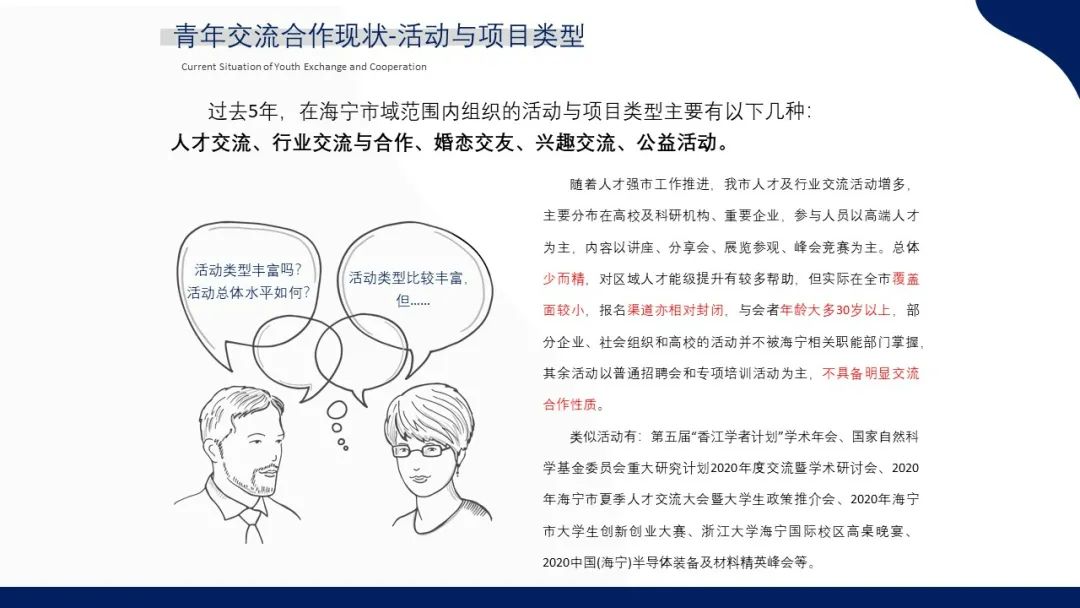 青年交流合作现状-活动与项目类型
Current Situation of Youth Exchange and Cooperation
过去5年，在海宁市域范围内组织的活动与项目类型主要有以下几种：
人才交流、行业交流与合作、婚恋交友、兴趣交流、公益活动。
活动类型丰富吗？
活动总体水平如何？
活动类型比较丰富，
但......
随着人才强市工作推进，我市人才及行业交流活动增多，
主要分布在高校及科研机构、重要企业，参与人员以高端人才
为主，内容以讲座、分享会、展览参观、峰会竞赛为主。总体
少而精，对区域人才能级提升有较多帮助，但实际在全市覆盖
面较小，报名渠道亦相对封闭，与会者年龄大多30岁以上，部
分企业、社会组织和高校的活动并不被海宁相关职能部门掌握，
其余活动以普通招聘会和专项培训活动为主，不具备明显交流
合作性质。
类似活动有：第五届“香江学者计划”学术年会、国家自然科
学基金委员会重大研究计划2020年度交流暨学术研讨会、2020
年海宁市夏季人才交流大会暨大学生政策推介会、2020年海宁
市大学生创新创业大赛、浙江大学海宁国际校区高桌晚宴、
2020中国(海宁)半导体装备及材料精英峰会等。